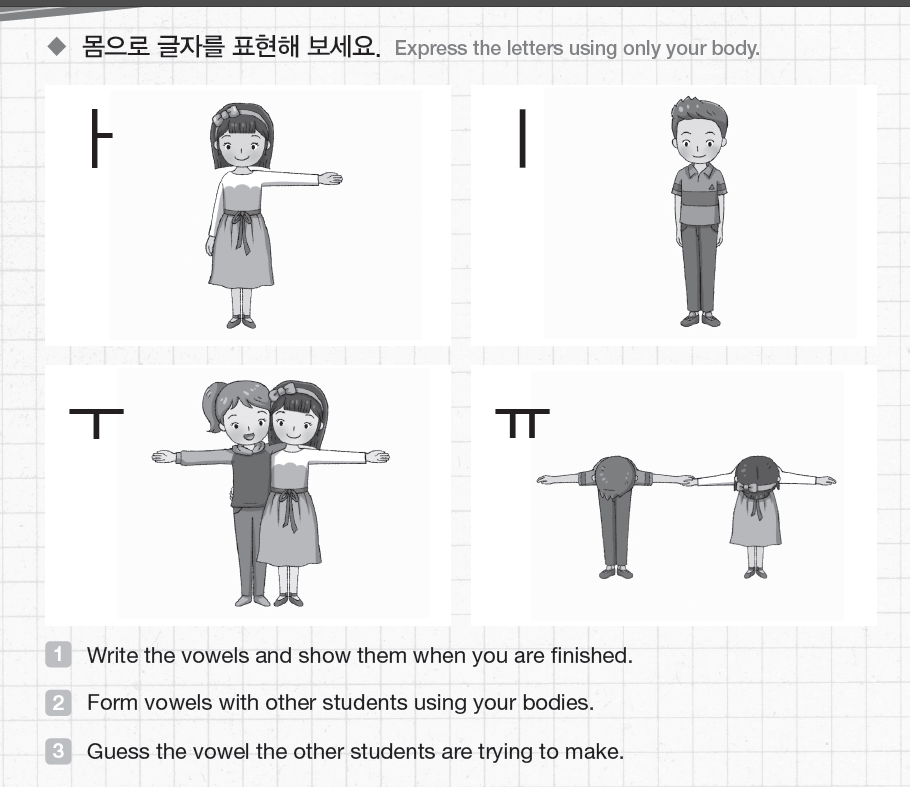 ◆ 몸으로 글자를 표현해 보세요. Express the letters using only your body.
ㅏ
ㅣ
ㅜ
ㅠ
1 Write the vowels and show them when you are finished.
2 Form vowels with other students using your bodies.
3 Guess the vowel the other students are trying to make.